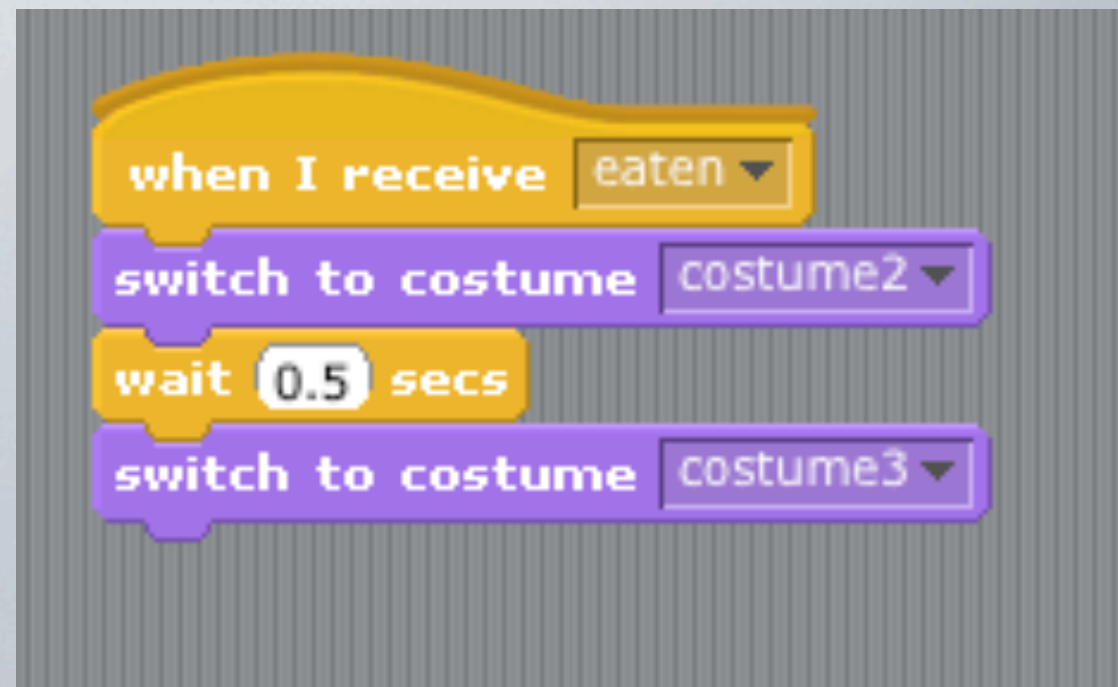 when I receive eaten
switch to costume costume2
wait 0.5 secs
switch to costume costume3